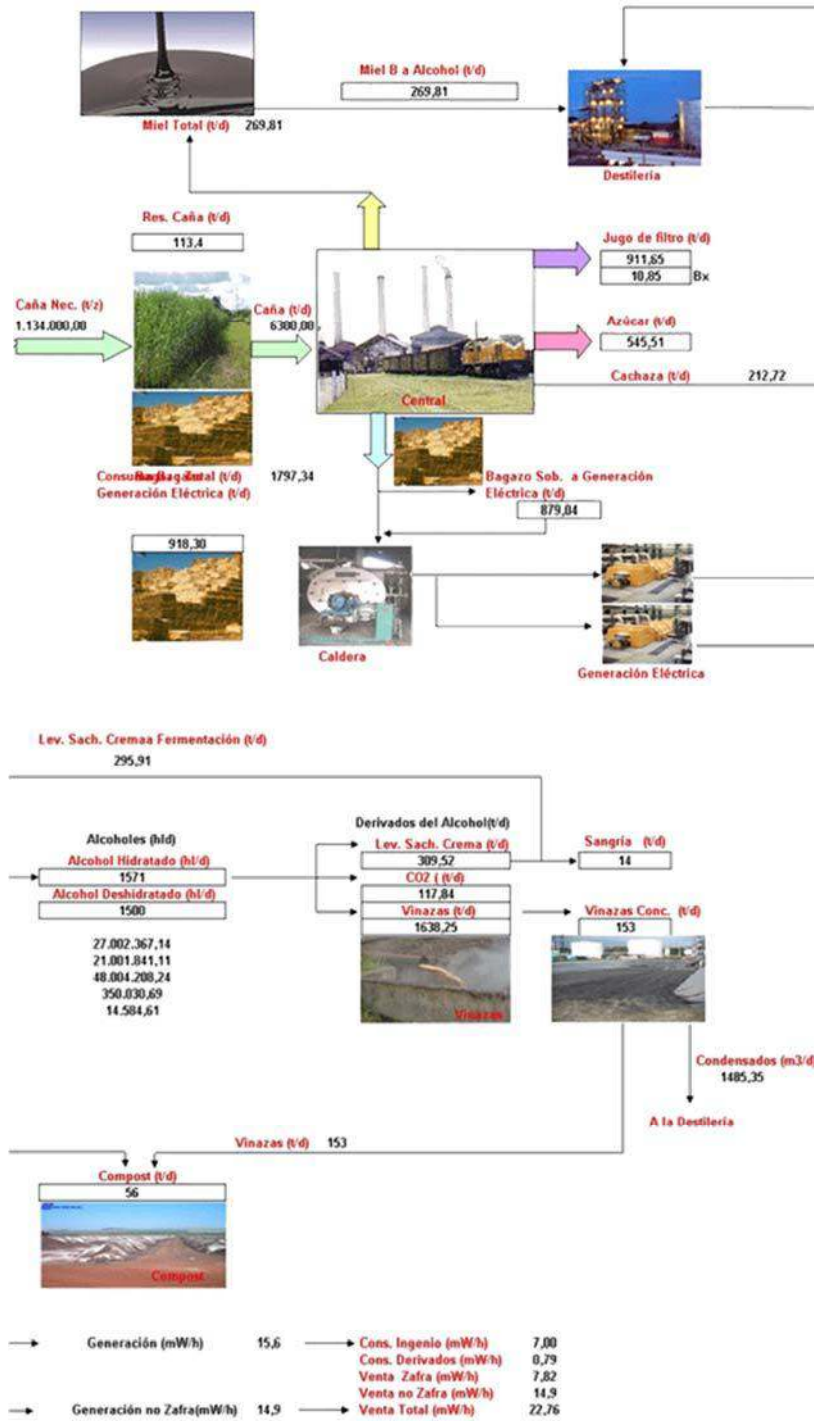 Miel B a Alcohol (t/d)
269,81
Miel Total (t/d) 269,81
Destilería
Res. Caña (t/d)
113,4
Jugo de filtro (t/d)
911,65
10,85 Bx
Caña Nec. (t/z)
1.134.000,00
Caña (t/d)
6300,00
Azúcar (t/d)
545,51
Cachaza (t/d) 212,72
Central
1797,34
Generación Eléctrica (t/d)
Bagazo Sob. a Generación
Eléctrica (t/d)
879,04
918,30
Caldera
Generación Eléctrica
Lev. Sach. Cremaa Fermentación (t/d)
295,91
Alcoholes (hld)
Alcohol Hidratado (hl/d)
1571
Alcohol Deshidratado (hl/d)
1500
27.002.367,14
21.001.841,11
48.004.208,24
350.030,69
14.584,61
Derivados del Alcohol(t/d)
Lev. Sach. Crema (t/d)
309,52
CO2 ( (t/d)
117,84
Vinazas (t/d)
1638,25
Vinazas
Sangría (t/d)
14
Vinazas Conc. (t/d)
153
Condensados (m3/d)
1485,35
A la Destilería
Vinazas (t/d) 153
Compost (t/d)
56
Compost
Generación (mW/h) 15,6
Cons. Ingenio (mW/h) 7,00
Cons. Derivados (mW/h) 0,79
Venta Zafra (mW/h) 7,82
Venta no Zafra(mW/h) 14,9
Generación no Zafra(mW/h) 14,9
Venta Total (mW/h) 22,76